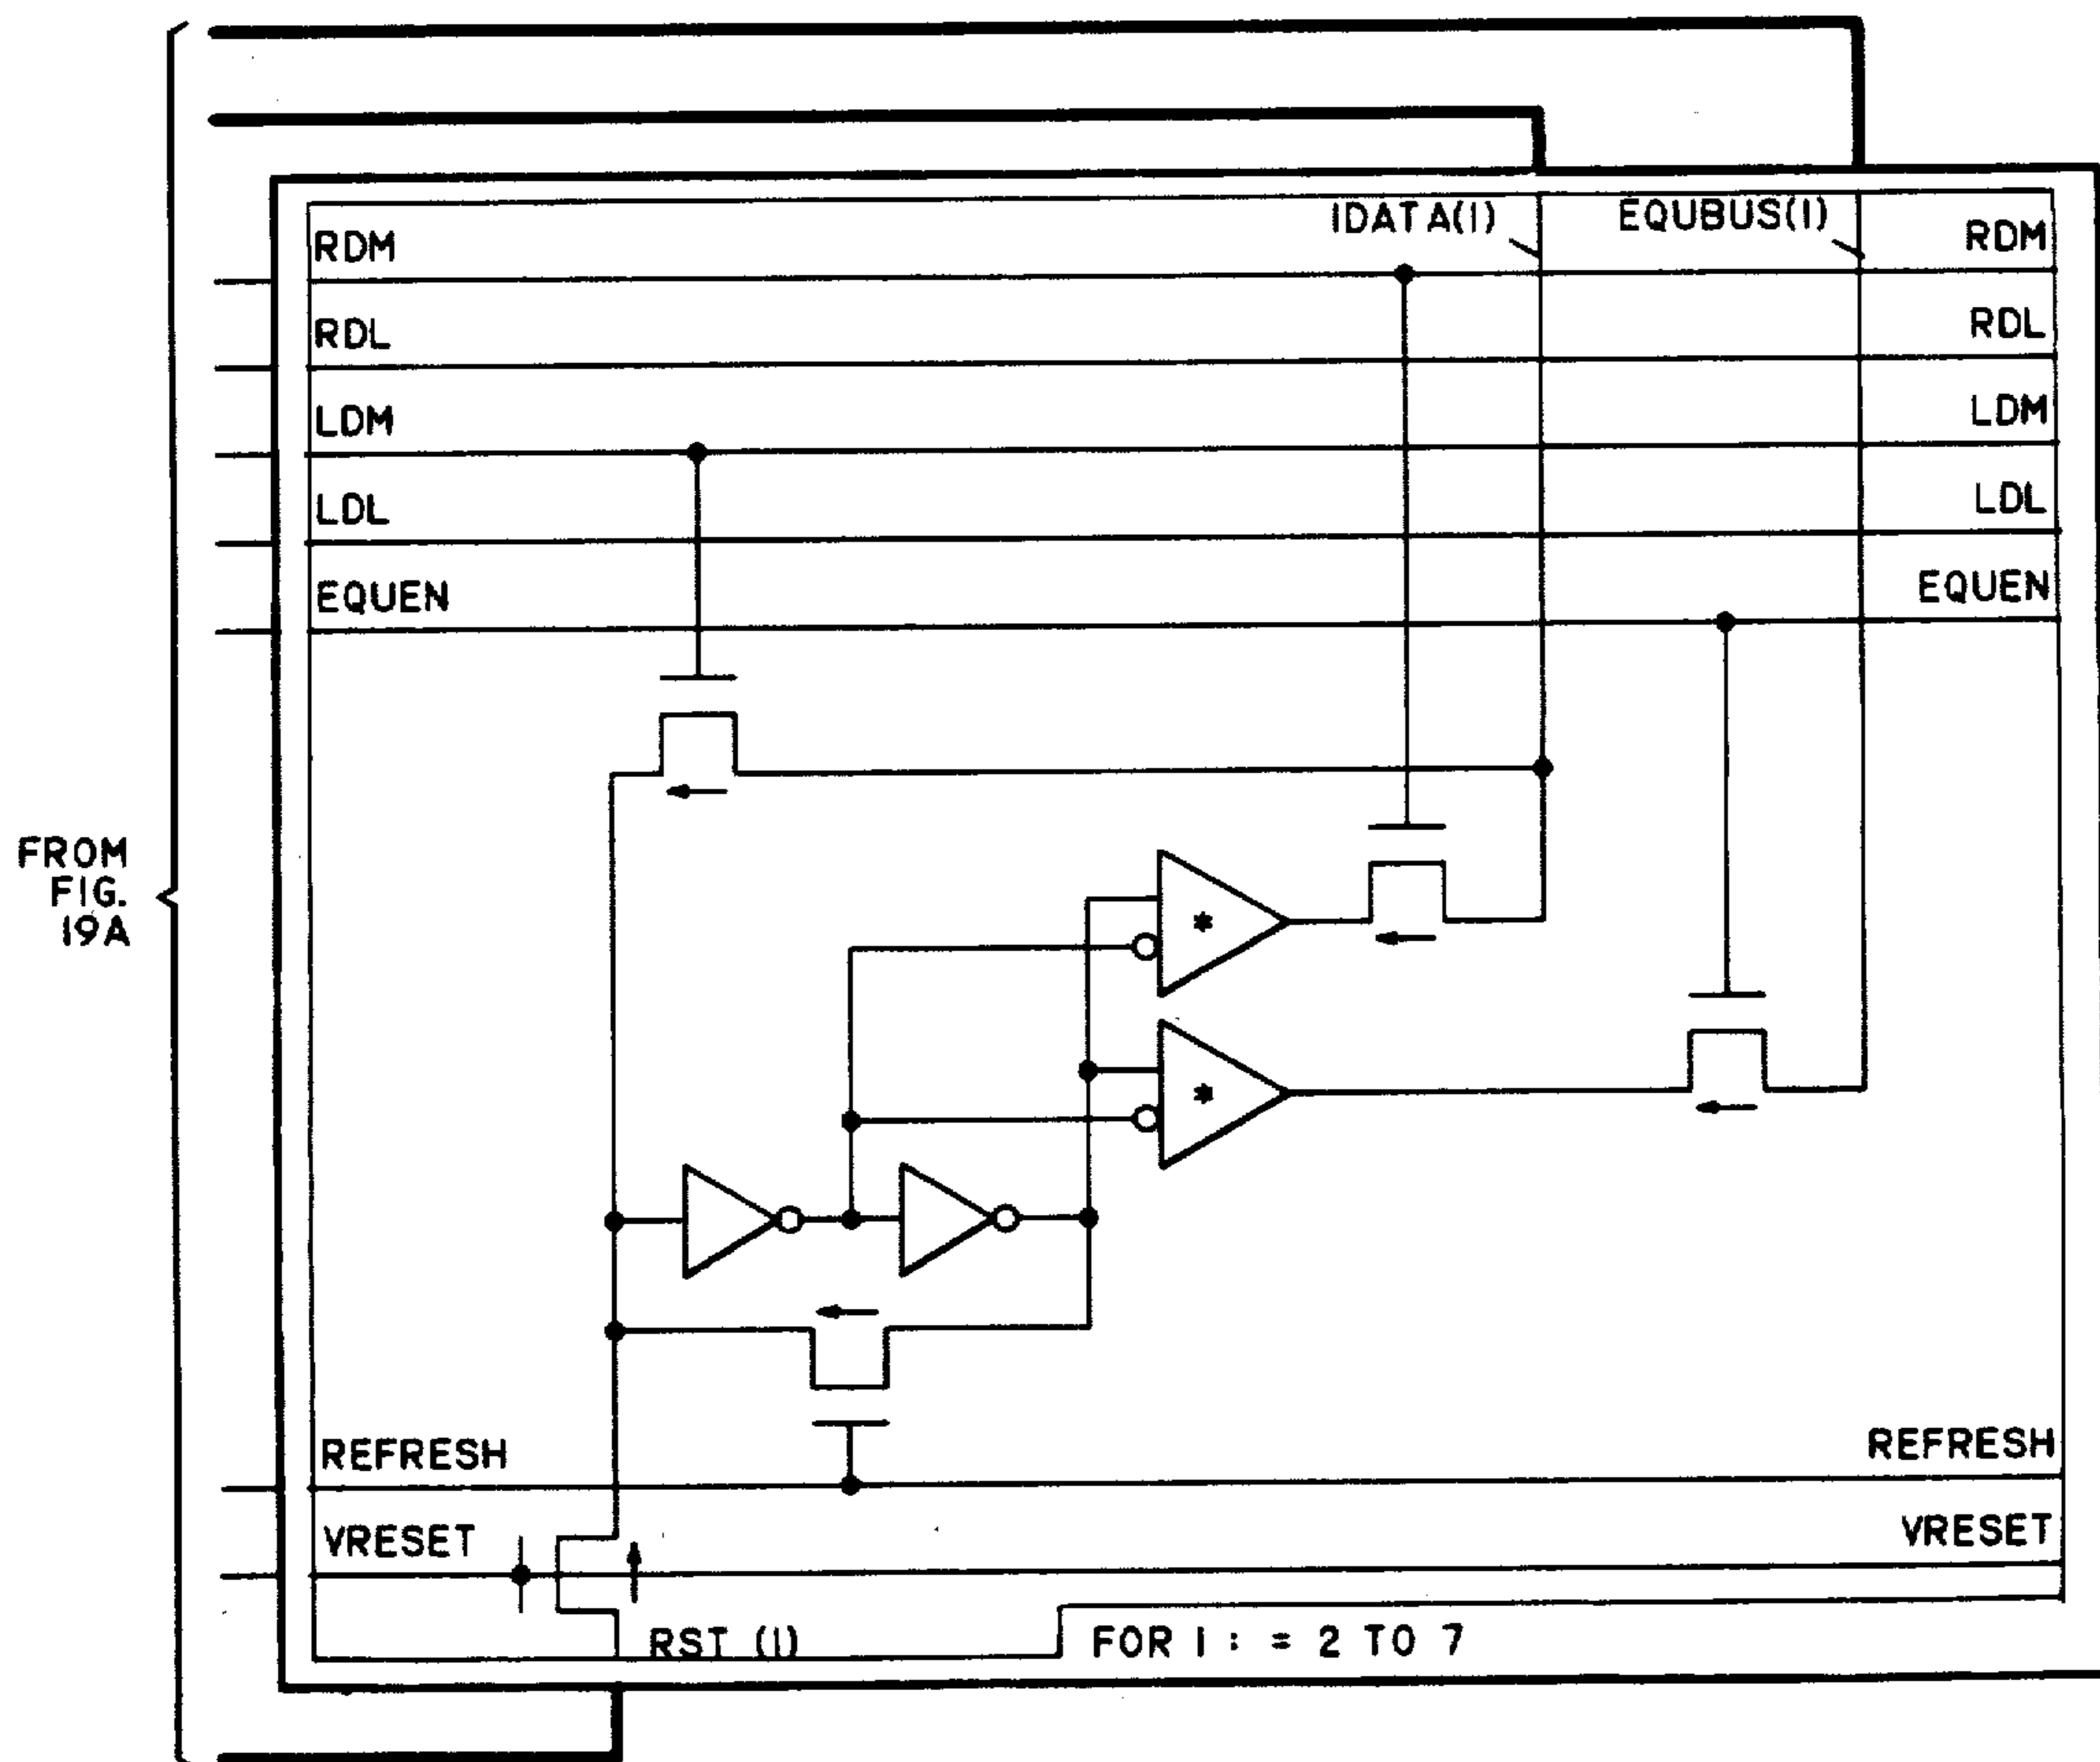 IDATA(I) EQUBUS(I)
RDM RDM
RDL RDL
LDM LDM
LDL LDL
EQUEN EQUEN
FROM
FIG.
19A
*
*
REFRESH REFRESH
VRESET VRESET
RST (I) FOR I : = 2 TO 7